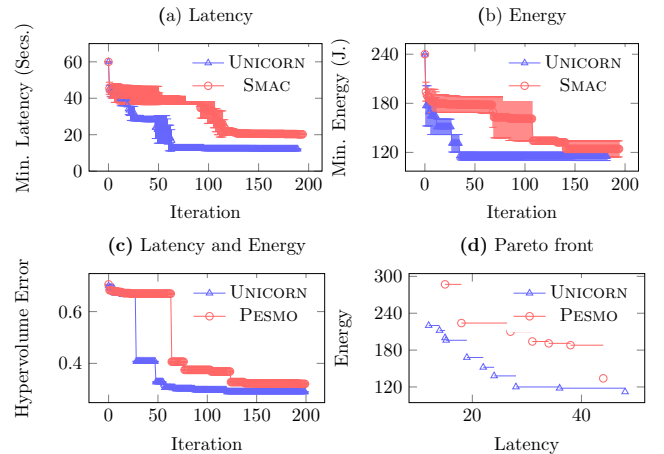 (a) Latency
Min. Latency (Secs.)
60
40
20
0
UNICORN
SMAC
0
50
100
150
200
Iteration
(b) Energy
Min. Energy (J.)
240
180
120
UNICORN
SMAC
0
50
100
150
200
Iteration
(c) Latency and Energy
Hypervolume Error
0.6
0.4
UNICORN
PESMO
0
50
100
150
200
Iteration
(d) Pareto front
Energy
300
240
180
120
UNICORN
PESMO
20
40
Latency